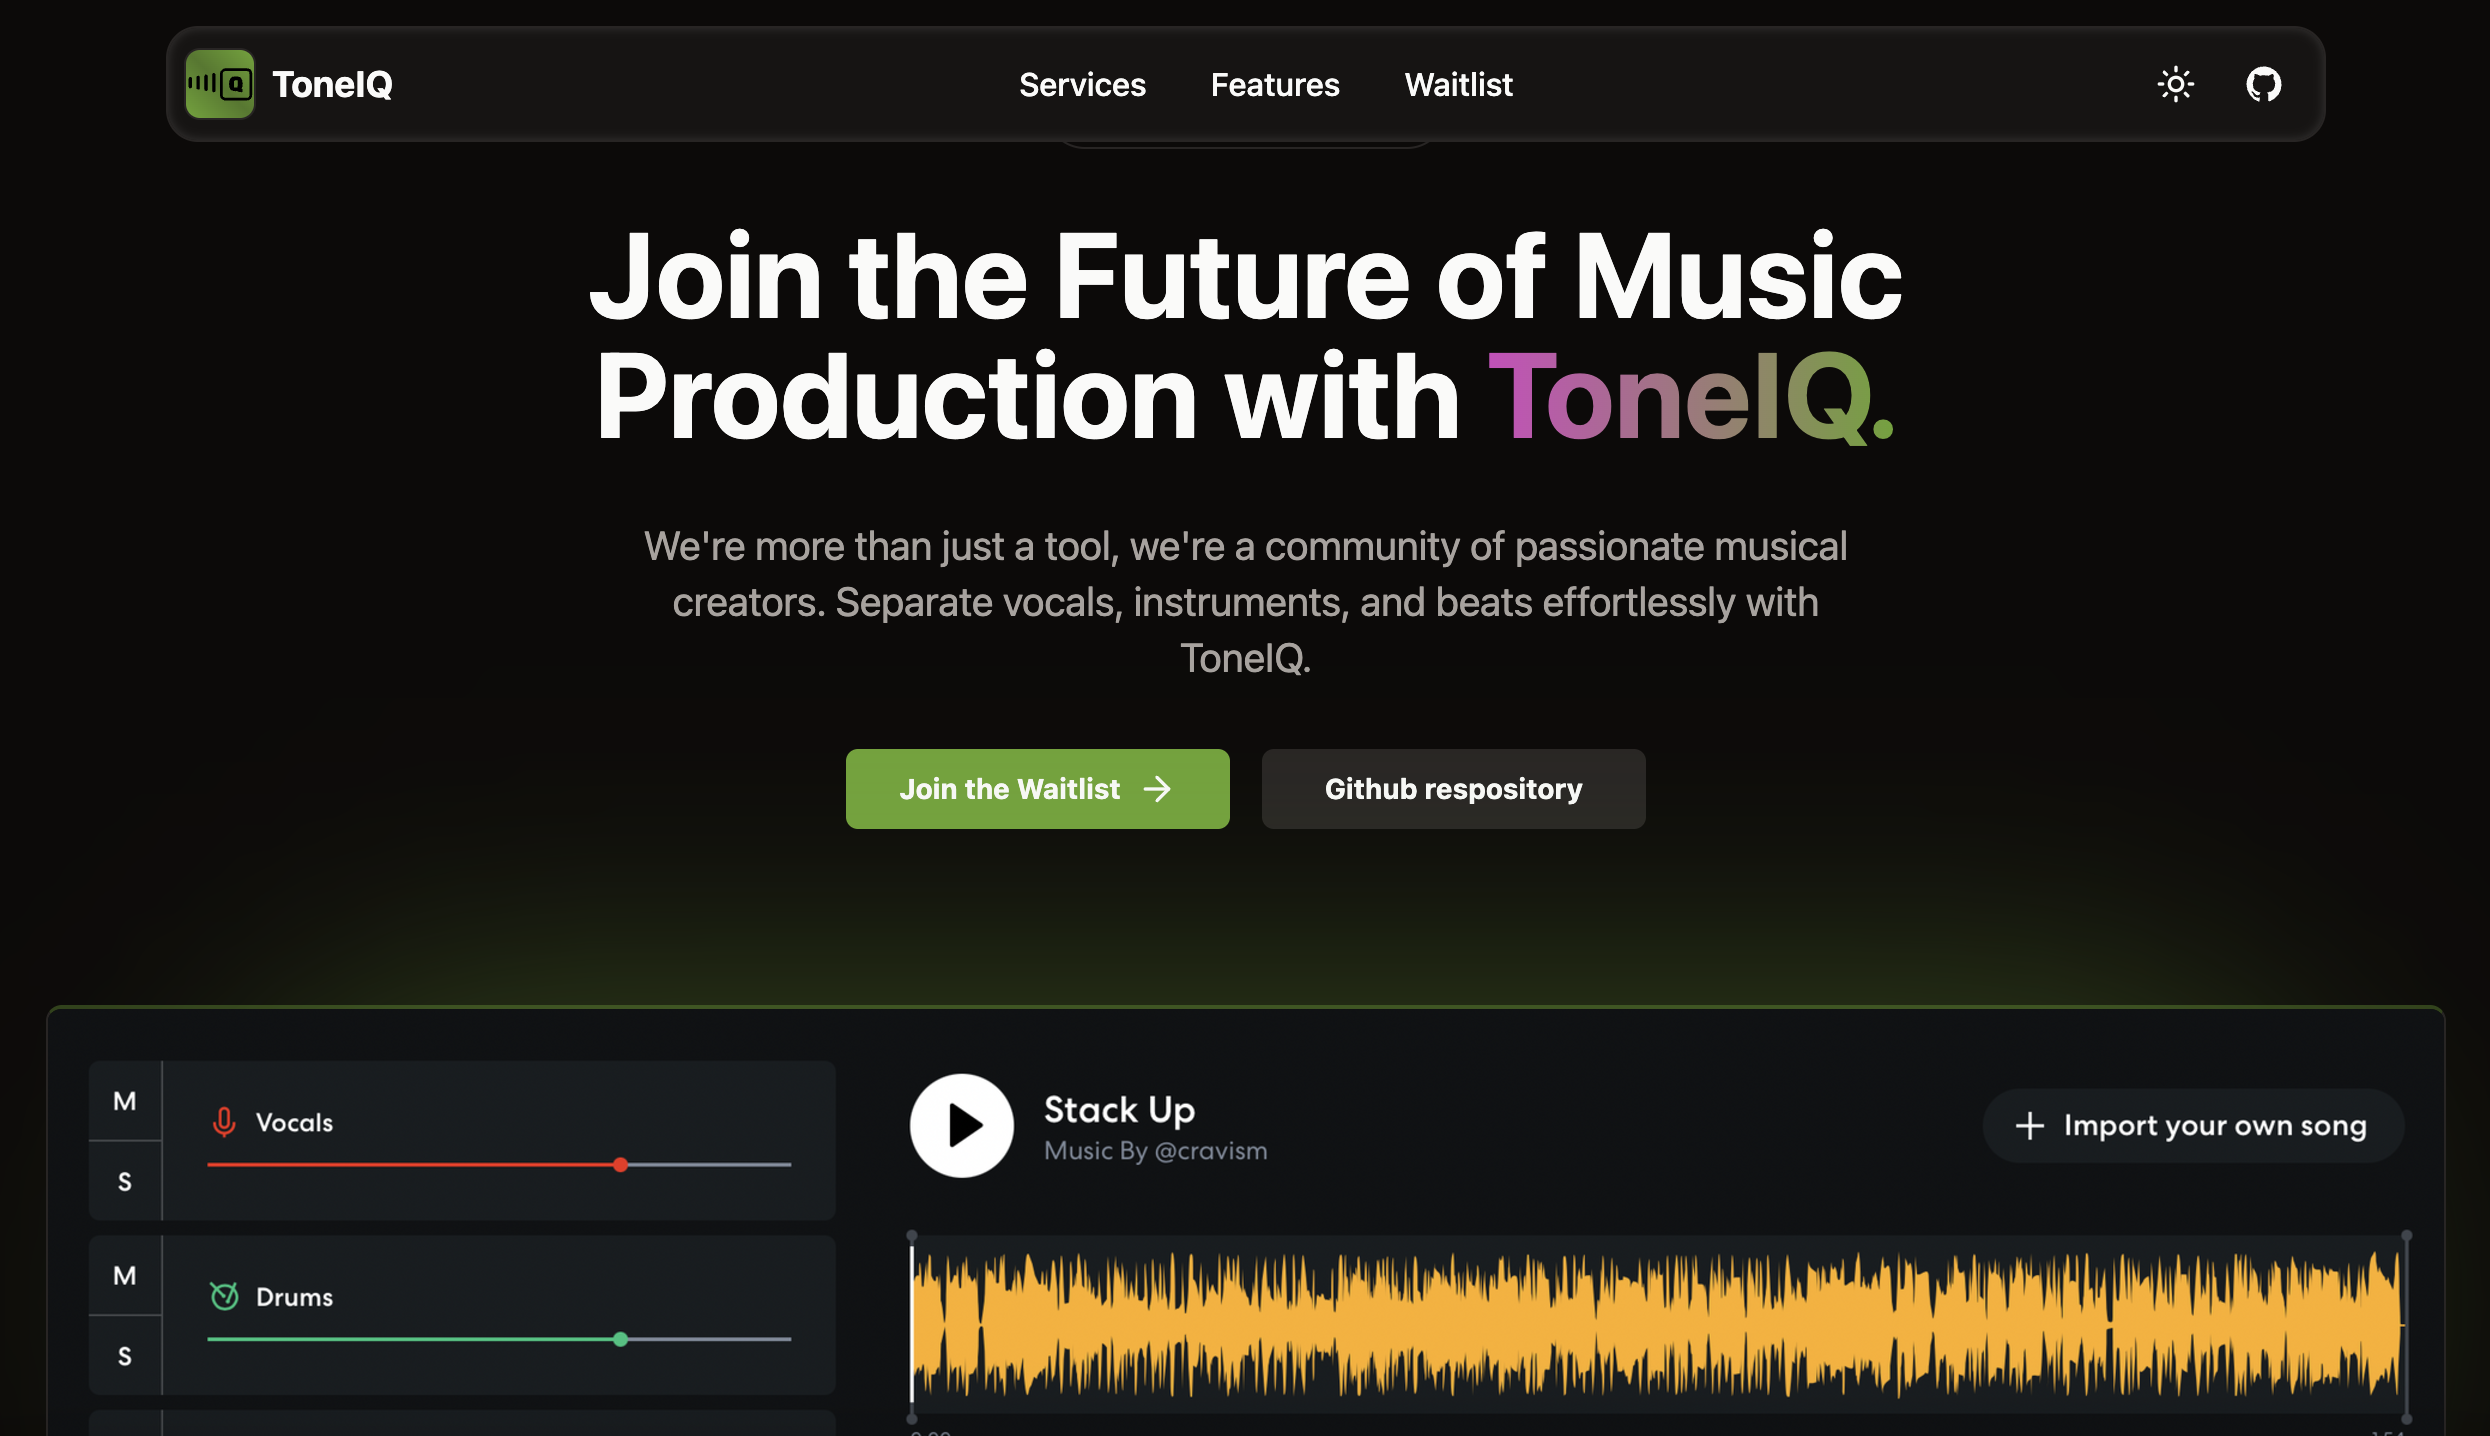 ToneIQ
Services
Features
Waitlist
Join the Future of Music
Production with ToneIQ.
We're more than just a tool, we're a community of passionate musical
creators. Separate vocals, instruments, and beats effortlessly with
ToneIQ.
Join the Waitlist
Github respository
M
S
Vocals
Stack Up
Music By @cravism
Import your own song
M
S
Drums